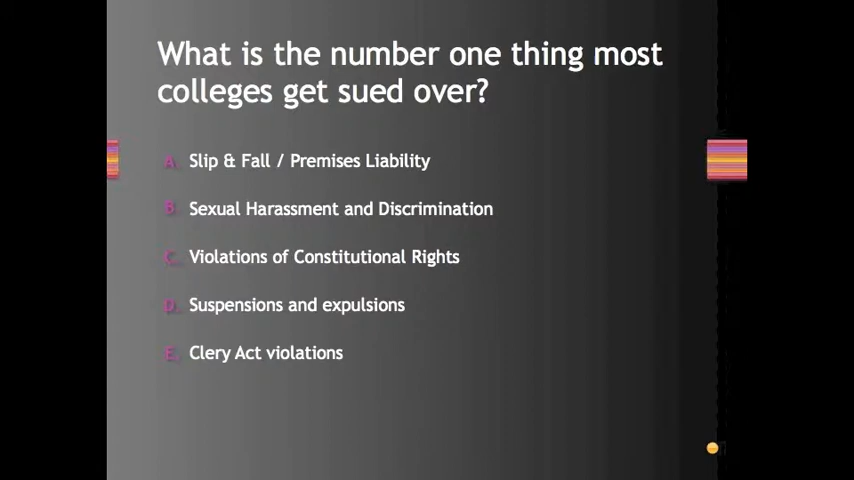 What is the number one thing most
colleges get sued over?
A. Slip & Fall / Premises Liability
B. Sexual Harassment and Discrimination
C. Violations of Constitutional Rights
D. Suspensions and expulsions
E. Clery Act violations